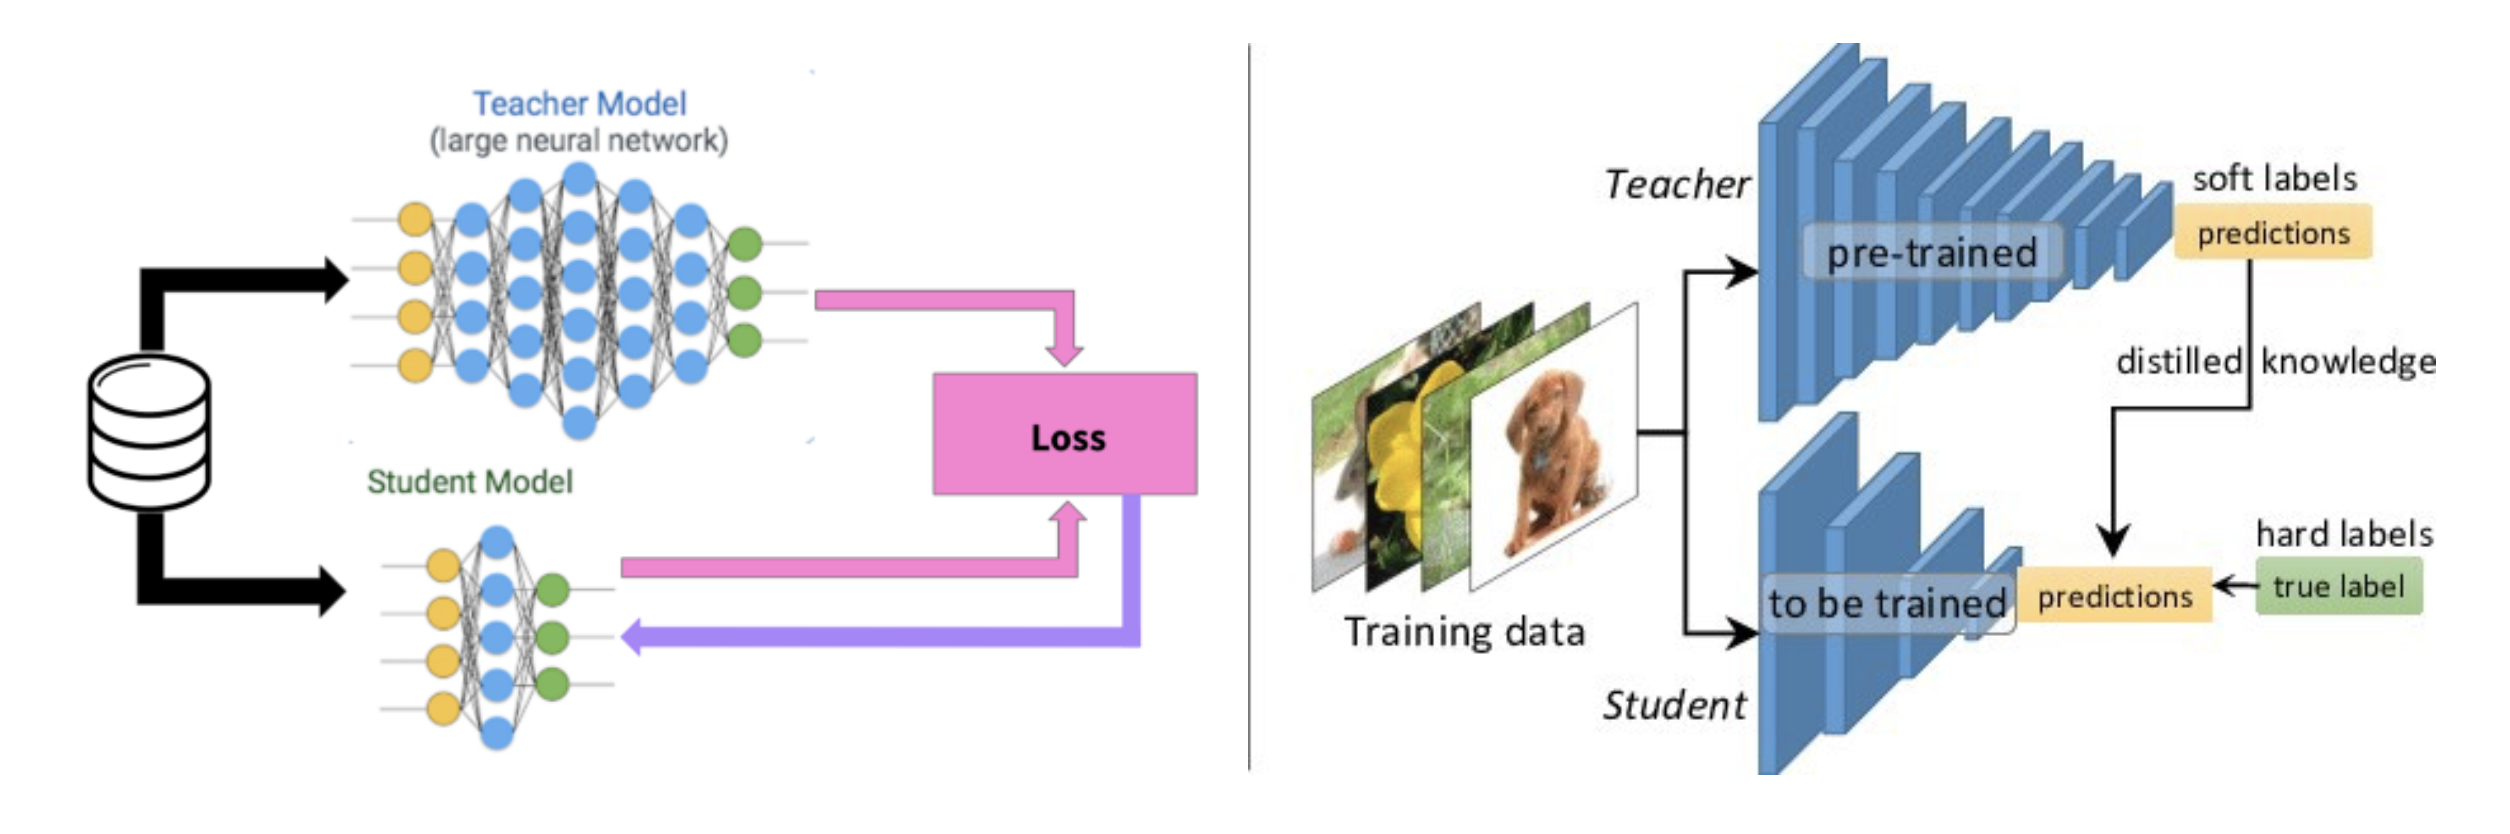 Teacher Model
(large neural network)
Loss
Student Model
Teacher
pre-trained
soft labels
predictions
distilled knowledge
Training data
to be trained
predictions
hard labels
true label
Student